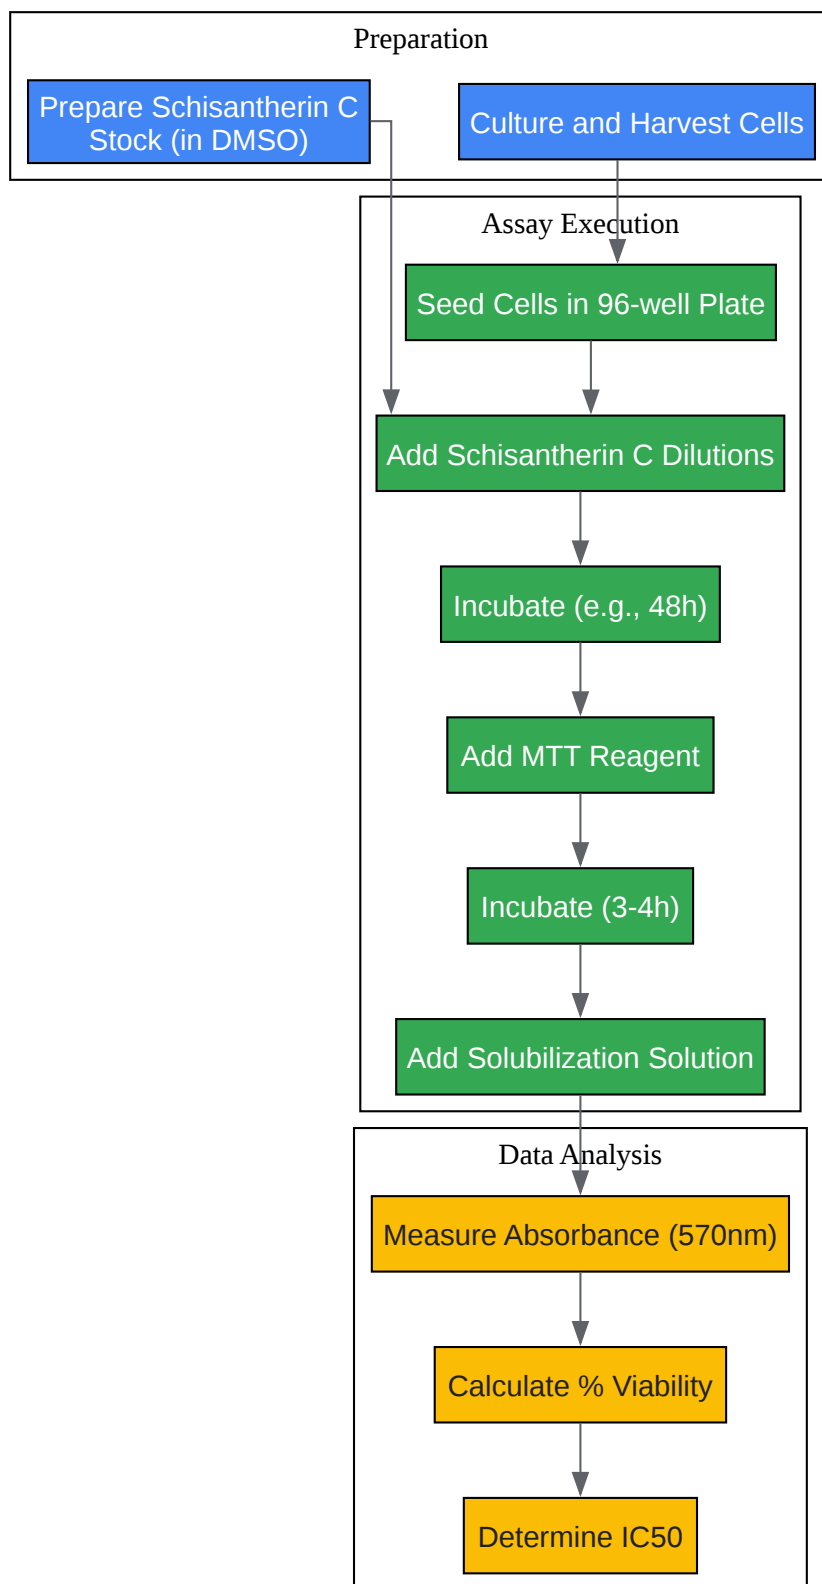 Preparation
Prepare Schisantherin C
Stock (in DMSO)
Culture and Harvest Cells
Assay Execution
Seed Cells in 96-well Plate
Add Schisantherin C Dilutions
Incubate (e.g., 48h)
Add MTT Reagent
Incubate (3-4h)
Add Solubilization Solution
Data Analysis
Measure Absorbance (570nm)
Calculate % Viability
Determine IC50